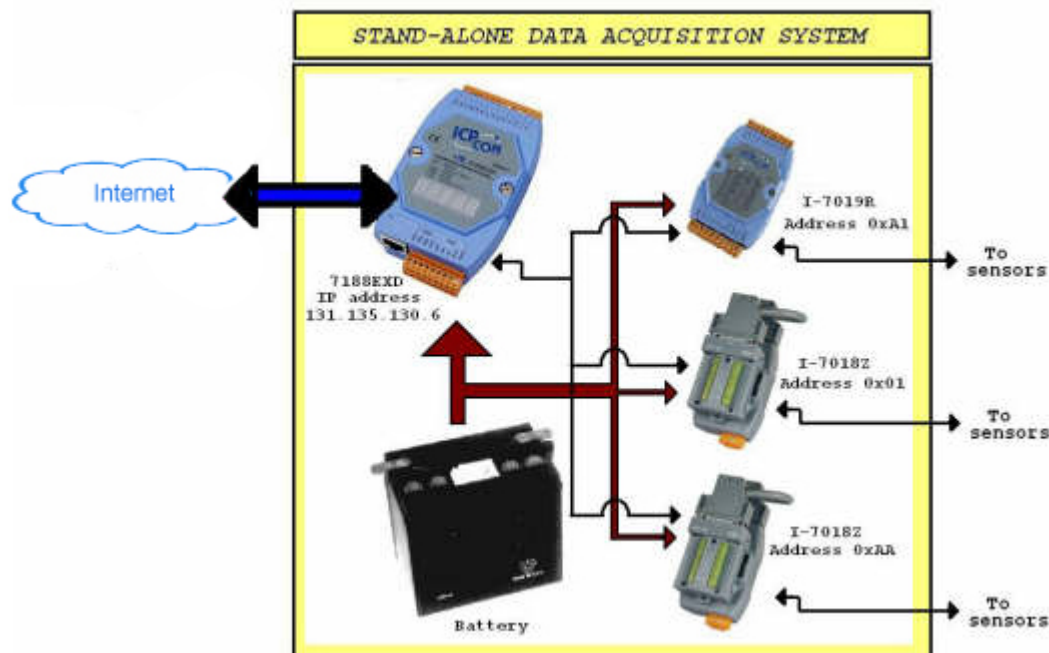 STAND-ALONE DATA ACQUISITION SYSTEM
Internet
ICP
CON
7188EXD
IP address
131.135.130.6
I-7019R
Address 0xA1
To
sensors
I-7018Z
Address 0x01
To
sensors
I-7018Z
Address 0xAA
To
sensors
Battery